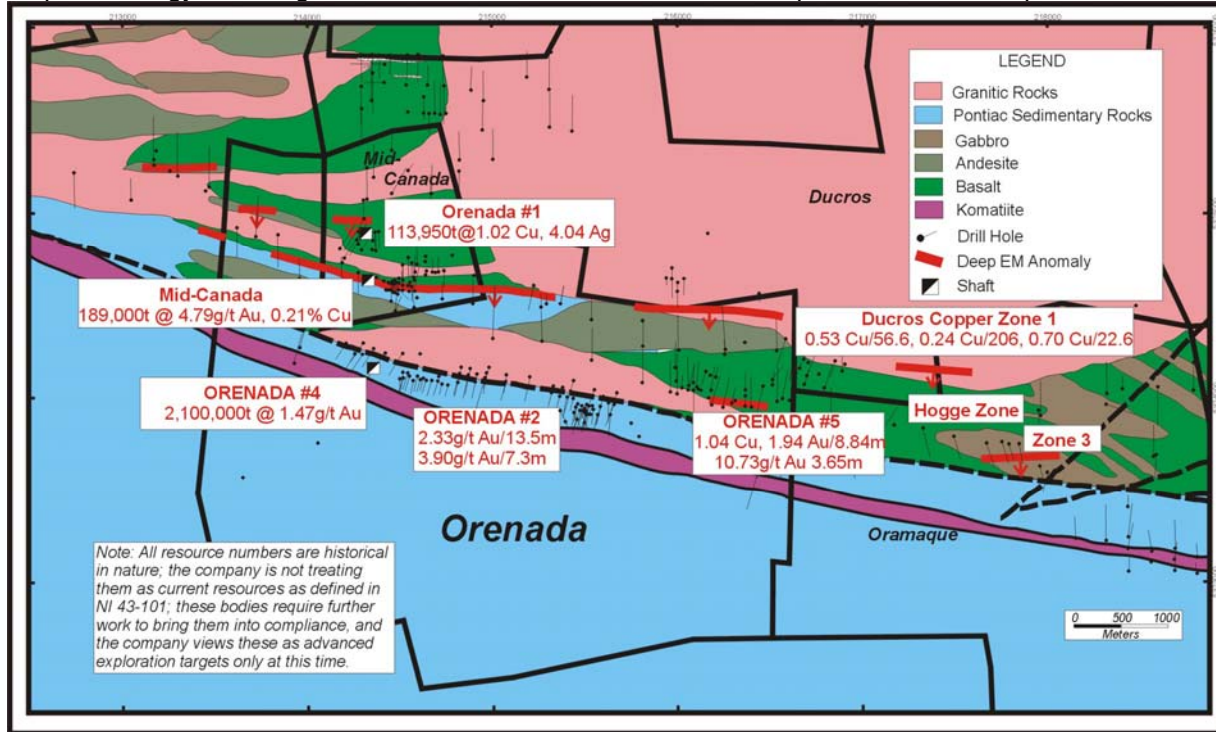 213000 214000 215000 216000 217000 218000
LEGEND
Granitic Rocks
Pontiac Sedimentary Rocks
Gabbro
Andesite
Basalt
Komatiite
Drill Hole
Deep EM Anomaly
Shaft
Mid-
Canada
Ducros
Orenada #1
113,950t@1.02 Cu, 4.04 Ag
Mid-Canada
189,000t @ 4.79g/t Au, 0.21% Cu
Ducros Copper Zone 1
0.53 Cu/56.6, 0.24 Cu/206, 0.70 Cu/22.6
ORENADA #4
2,100,000t @ 1.47g/t Au
ORENADA #2
2.33g/t Au/13.5m
3.90g/t Au/7.3m
ORENADA #5
1.04 Cu, 1.94 Au/8.84m
10.73g/t Au 3.65m
Hogge Zone
Zone 3
Orenada
Oramaque
Note: All resource numbers are historical
in nature; the company is not treating
them as current resources as defined in
NI 43-101; these bodies require further
work to bring them into compliance, and
the company views these as advanced
exploration targets only at this time.
0 500 1000
Meters